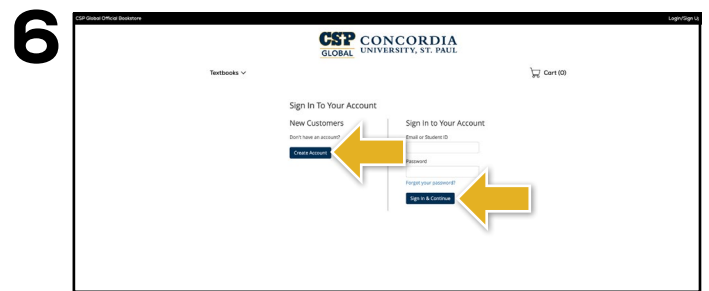 6
CSP Global Official Bookstore
Login/Sign Up
CSP GLOBAL
CONCORDIA
UNIVERSITY, ST. PAUL
Textbooks
Cart (0)
Sign In To Your Account
New Customers
Don't have an account?
Create Account
Sign In to Your Account
Email or Student ID
Password
Forgot your password?
Sign in & Continue